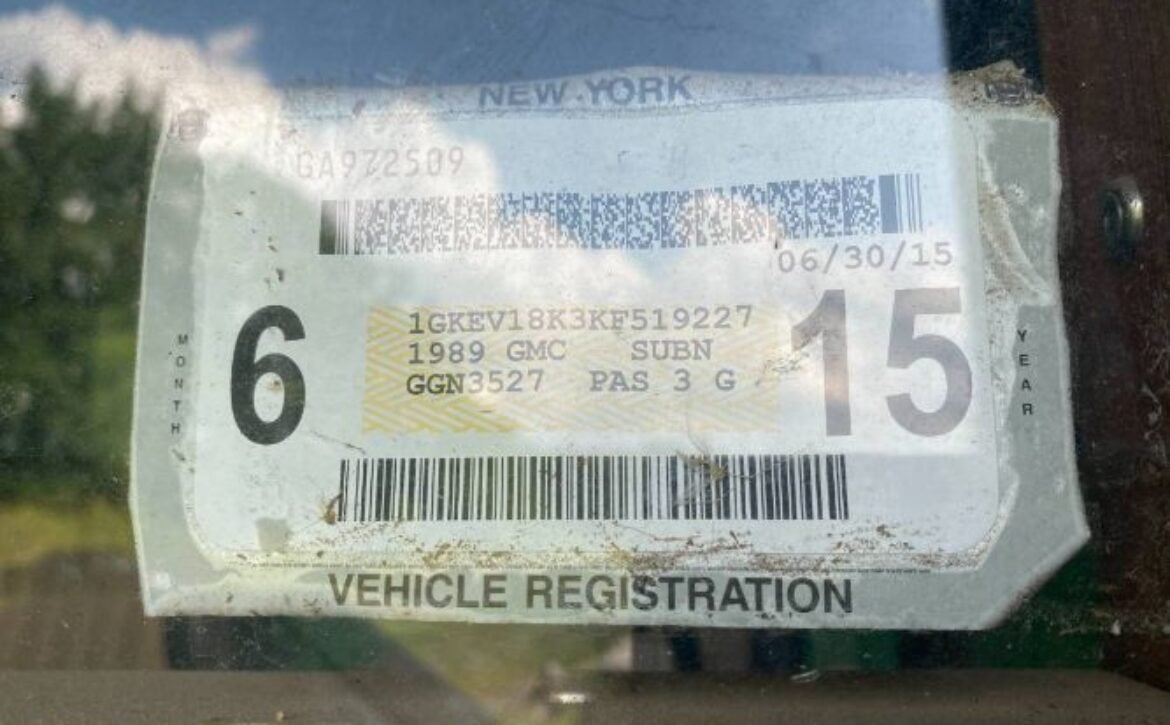 NEW YORK
GA972509
06/30/15
6
1GKEV18K3KF519227
1989 GMC SUBN
GGN3527 PAS 3 G
15
MONTH
YEAR
VEHICLE REGISTRATION